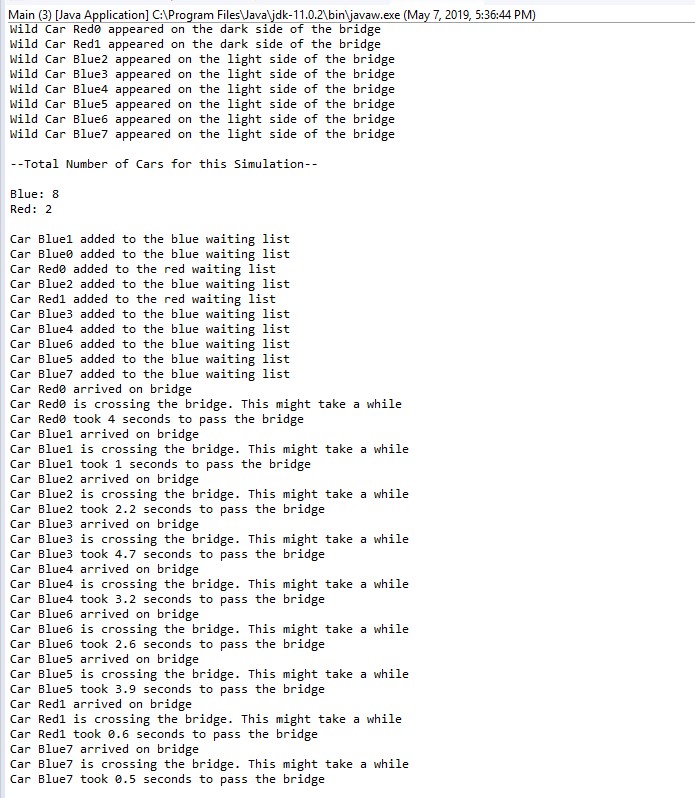 Main (3) [Java Application] C:\Program Files\Java\jdk-11.0.2\bin\javaw.exe (May 7, 2019, 5:36:44 PM)
Wild Car Red0 appeared on the dark side of the bridge
Wild Car Red1 appeared on the dark side of the bridge
Wild Car Blue2 appeared on the light side of the bridge
Wild Car Blue3 appeared on the light side of the bridge
Wild Car Blue4 appeared on the light side of the bridge
Wild Car Blue5 appeared on the light side of the bridge
Wild Car Blue6 appeared on the light side of the bridge
Wild Car Blue7 appeared on the light side of the bridge
--Total Number of Cars for this Simulation--
Blue: 8
Red: 2
Car Blue1 added to the blue waiting list
Car Blue0 added to the blue waiting list
Car Red0 added to the red waiting list
Car Blue2 added to the blue waiting list
Car Red1 added to the red waiting list
Car Blue3 added to the blue waiting list
Car Blue4 added to the blue waiting list
Car Blue6 added to the blue waiting list
Car Blue5 added to the blue waiting list
Car Blue7 added to the blue waiting list
Car Red0 arrived on bridge
Car Red0 is crossing the bridge. This might take a while
Car Red0 took 4 seconds to pass the bridge
Car Blue1 arrived on bridge
Car Blue1 is crossing the bridge. This might take a while
Car Blue1 took 1 seconds to pass the bridge
Car Blue2 arrived on bridge
Car Blue2 is crossing the bridge. This might take a while
Car Blue2 took 2.2 seconds to pass the bridge
Car Blue3 arrived on bridge
Car Blue3 is crossing the bridge. This might take a while
Car Blue3 took 4.7 seconds to pass the bridge
Car Blue4 arrived on bridge
Car Blue4 is crossing the bridge. This might take a while
Car Blue4 took 3.2 seconds to pass the bridge
Car Blue6 arrived on bridge
Car Blue6 is crossing the bridge. This might take a while
Car Blue6 took 2.6 seconds to pass the bridge
Car Blue5 arrived on bridge
Car Blue5 is crossing the bridge. This might take a while
Car Blue5 took 3.9 seconds to pass the bridge
Car Red1 arrived on bridge
Car Red1 is crossing the bridge. This might take a while
Car Red1 took 0.6 seconds to pass the bridge
Car Blue7 arrived on bridge
Car Blue7 is crossing the bridge. This might take a while
Car Blue7 took 0.5 seconds to pass the bridge